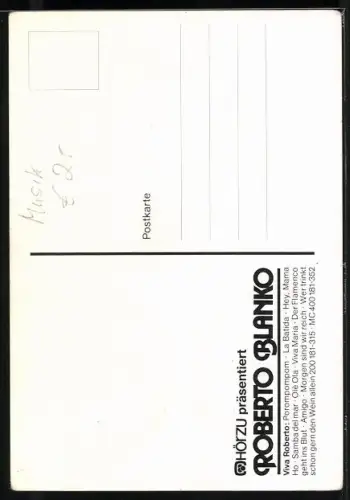 HÖRZU präsentiert
ROBERTO BLANKO
Viva Roberto: Porompompom · La Batida · Hey, Mama
Ho · Samba del mar · Olé Ola · Viva Maria · Der Flamenco
geht ins Blut · Amigo · Morgen sind wir reich · Wer trinkt
schon gern den Wein allein 200 181-315 · MC 400 181-352
Postkarte
Musik